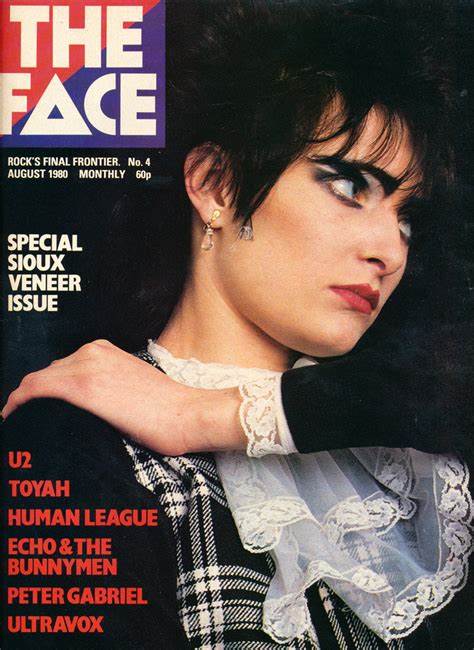 THE
FACE
ROCK'S FINAL FRONTIER. No. 4
AUGUST 1980 MONTHLY 60p
SPECIAL
SIOUX
VENEER
ISSUE
U2
TOYAH
HUMAN LEAGUE
ECHO & THE
BUNNYMEN
PETER GABRIEL
ULTRAVOX